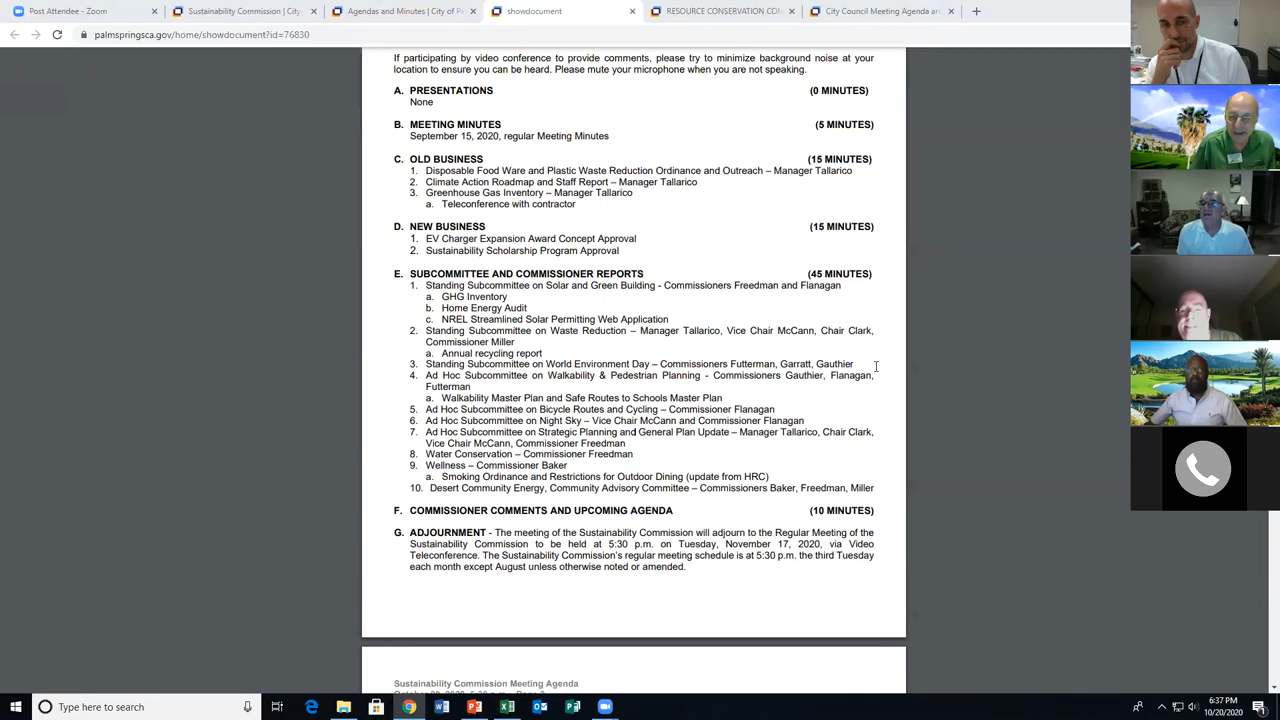 Post Attendee - Zoom
Sustainability Commission | City
Agendas and Minutes | City of P
showdocument
RESOURCE CONSERVATION CO
City Council Meeting Agenda an
palmspringsca.gov/home/showdocument?id=76830
If participating by video conference to provide comments, please try to minimize background noise at your
location to ensure you can be heard. Please mute your microphone when you are not speaking.
A. PRESENTATIONS (0 MINUTES)
None
B. MEETING MINUTES (5 MINUTES)
September 15, 2020, regular Meeting Minutes
C. OLD BUSINESS (15 MINUTES)
1. Disposable Food Ware and Plastic Waste Reduction Ordinance and Outreach – Manager Tallarico
2. Climate Action Roadmap and Staff Report – Manager Tallarico
3. Greenhouse Gas Inventory – Manager Tallarico
a. Teleconference with contractor
D. NEW BUSINESS (15 MINUTES)
1. EV Charger Expansion Award Concept Approval
2. Sustainability Scholarship Program Approval
E. SUBCOMMITTEE AND COMMISSIONER REPORTS (45 MINUTES)
1. Standing Subcommittee on Solar and Green Building - Commissioners Freedman and Flanagan
a. GHG Inventory
b. Home Energy Audit
c. NREL Streamlined Solar Permitting Web Application
2. Standing Subcommittee on Waste Reduction – Manager Tallarico, Vice Chair McCann, Chair Clark,
Commissioner Miller
a. Annual recycling report
3. Standing Subcommittee on World Environment Day – Commissioners Futterman, Garratt, Gauthier
4. Ad Hoc Subcommittee on Walkability & Pedestrian Planning - Commissioners Gauthier, Flanagan,
Futterman
a. Walkability Master Plan and Safe Routes to Schools Master Plan
5. Ad Hoc Subcommittee on Bicycle Routes and Cycling – Commissioner Flanagan
6. Ad Hoc Subcommittee on Night Sky – Vice Chair McCann and Commissioner Flanagan
7. Ad Hoc Subcommittee on Strategic Planning and General Plan Update – Manager Tallarico, Chair Clark,
Vice Chair McCann, Commissioner Freedman
8. Water Conservation – Commissioner Freedman
9. Wellness – Commissioner Baker
a. Smoking Ordinance and Restrictions for Outdoor Dining (update from HRC)
10. Desert Community Energy, Community Advisory Committee – Commissioners Baker, Freedman, Miller
F. COMMISSIONER COMMENTS AND UPCOMING AGENDA (10 MINUTES)
G. ADJOURNMENT - The meeting of the Sustainability Commission will adjourn to the Regular Meeting of the
Sustainability Commission to be held at 5:30 p.m. on Tuesday, November 17, 2020, via Video
Teleconference. The Sustainability Commission's regular meeting schedule is at 5:30 p.m. the third Tuesday
each month except August unless otherwise noted or amended.
Sustainability Commission Meeting Agenda
Type here to search
6:37 PM
10/20/2020